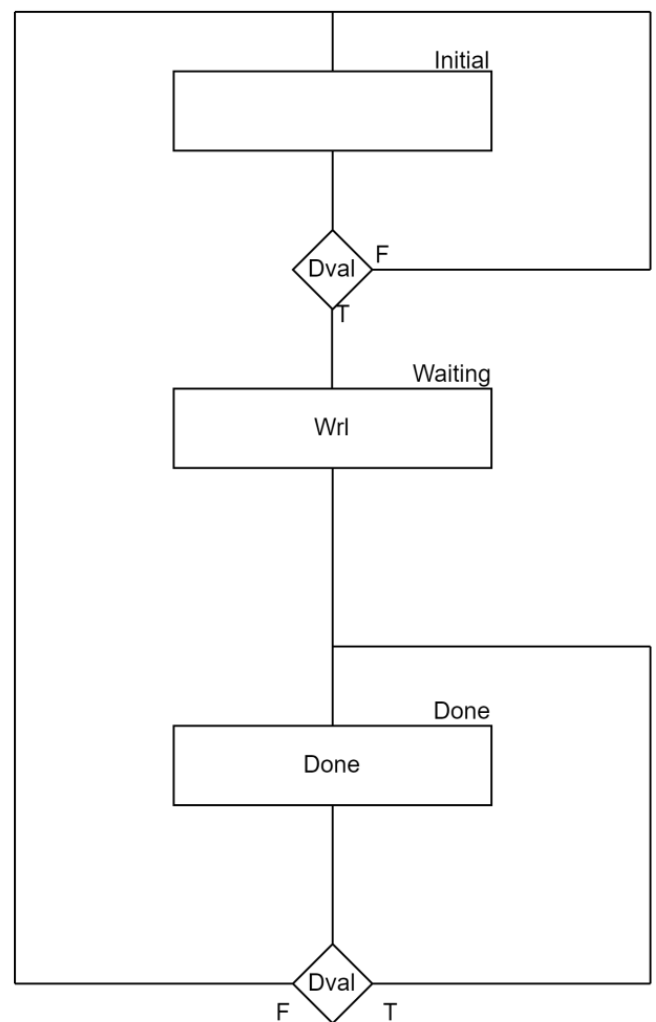 Initial
Dval
F
T
Waiting
Wrl
Done
Done
Dval
F
T